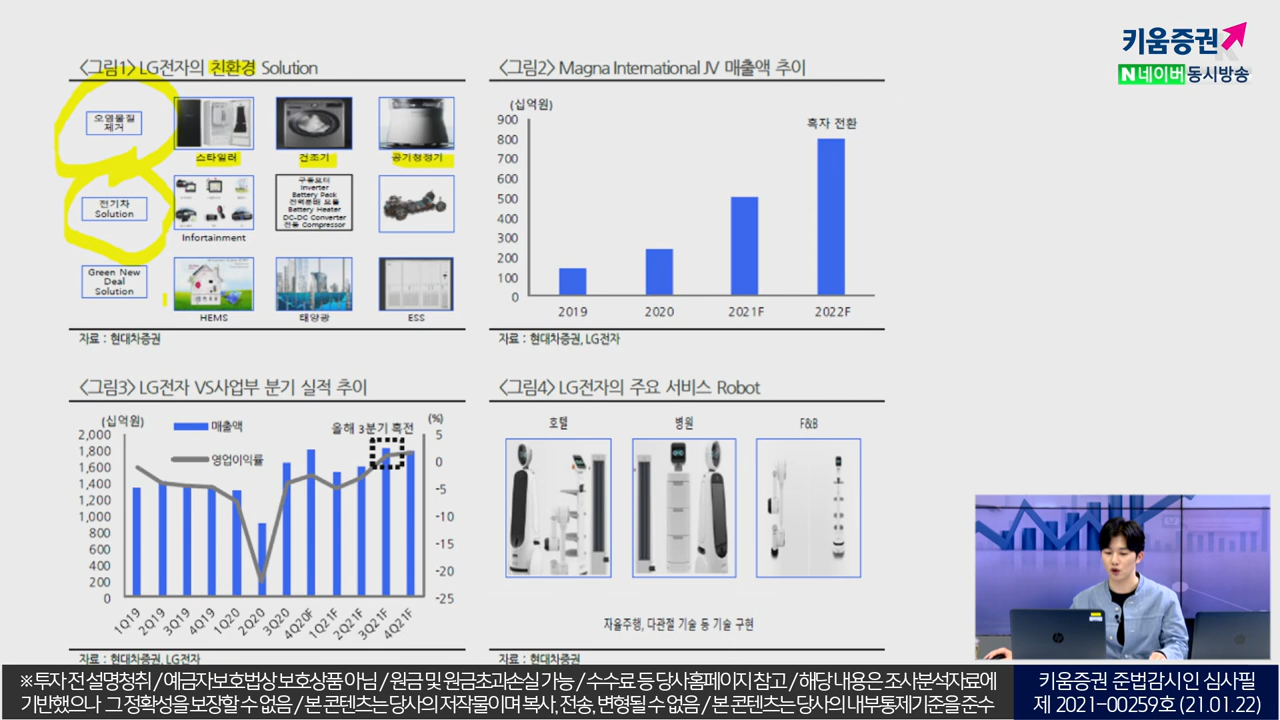 키움증권
N 네이버 동시방송
<그림1> LG전자의 친환경 Solution
오염물질
제거
스타일러
건조기
공기청정기
전기차
Solution
Infortainment
구동모터
Inverter
Battery Pack
전력분배 모듈
Battery Heater
DC-DC Converter
전동 Compressor
Green New
Deal
Solution
HEMS
태양광
ESS
자료 : 현대차증권
<그림2> Magna International JV 매출액 추이
(십억원)
900
800
700
600
500
400
300
200
100
0
흑자 전환
2019
2020
2021F
2022F
자료 : 현대차증권, LG전자
<그림3> LG전자 VS사업부 분기 실적 추이
(십억원)
(%)
매출액
영업이익률
올해 3분기 흑전
2,000
1,800
1,600
1,400
1,200
1,000
800
600
400
200
0
5
0
-5
-10
-15
-20
-25
1Q19
2Q19
3Q19
4Q19
1Q20
2Q20
3Q20
4Q20F
1Q21F
2Q21F
3Q21F
4Q21F
자료 : 현대차증권, LG전자
<그림4> LG전자의 주요 서비스 Robot
호텔
병원
F&B
자율주행, 다관절 기술 등 기술 구현
자료 : 현대차증권
※ 투자 전 설명청취 / 예금자보호법상 보호상품 아님 / 원금 및 원금초과손실 가능 / 수수료 등 당사홈페이지 참고 / 해당 내용은 조사분석자료에
기반했으나 그 정확성을 보장할 수 없음 / 본 콘텐츠는 당사의 저작물이며 복사, 전송, 변형될 수 없음 / 본 콘텐츠는 당사의 내부통제기준을 준수
키움증권 준법감시인 심사필
제 2021-00259호 (21.01.22)